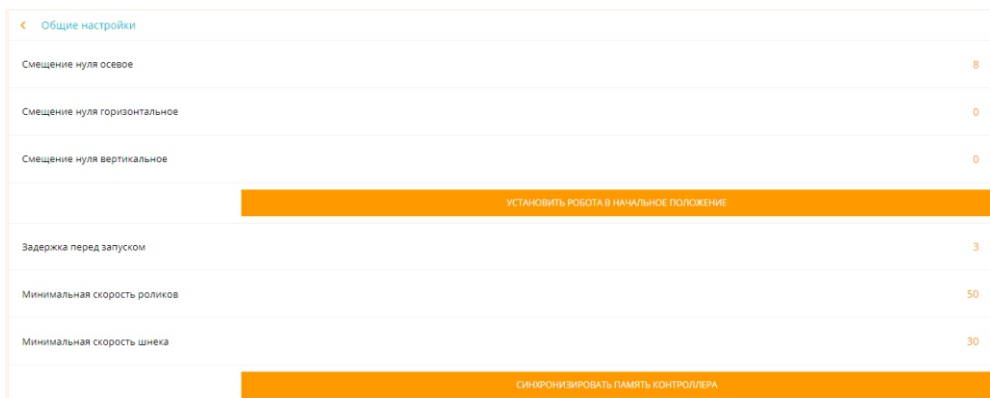 Общие настройки
Смещение нуля осевое 8
Смещение нуля горизонтальное 0
Смещение нуля вертикальное 0
УСТАНОВИТЬ РОБОТА В НАЧАЛЬНОЕ ПОЛОЖЕНИЕ
Задержка перед запуском 3
Минимальная скорость роликов 50
Минимальная скорость шнека 30
СИНХРОНИЗИРОВАТЬ ПАМЯТЬ КОНТРОЛЛЕРА